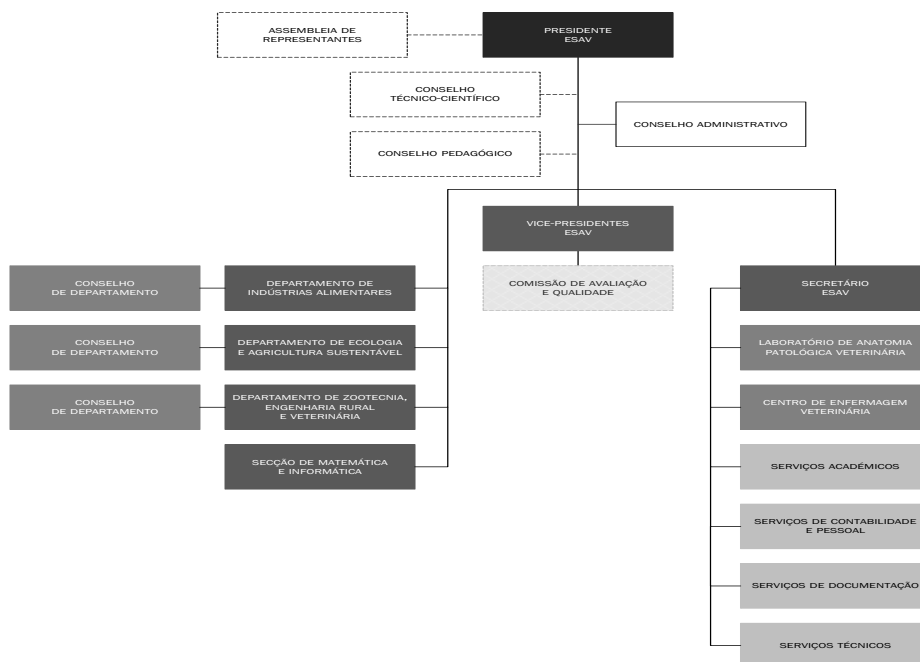 ASSEMBLEIA DE
REPRESENTANTES
PRESIDENTE
ESAV
CONSELHO
TÉCNICO-CIENTÍFICO
CONSELHO ADMINISTRATIVO
CONSELHO PEDAGÓGICO
VICE-PRESIDENTES
ESAV
CONSELHO
DE DEPARTAMENTO
DEPARTAMENTO DE
INDÚSTRIAS ALIMENTARES
COMISSÃO DE AVALIAÇÃO
E QUALIDADE
SECRETÁRIO
ESAV
CONSELHO
DE DEPARTAMENTO
DEPARTAMENTO DE ECOLOGIA
E AGRICULTURA SUSTENTÁVEL
LABORATÓRIO DE ANATOMIA
PATOLÓGICA VETERINÁRIA
CONSELHO
DE DEPARTAMENTO
DEPARTAMENTO DE ZOOTECNIA,
ENGENHARIA RURAL
E VETERINÁRIA
CENTRO DE ENFERMAGEM
VETERINÁRIA
SECÇÃO DE MATEMÁTICA
E INFORMÁTICA
SERVIÇOS ACADÉMICOS
SERVIÇOS DE CONTABILIDADE
E PESSOAL
SERVIÇOS DE DOCUMENTAÇÃO
SERVIÇOS TÉCNICOS